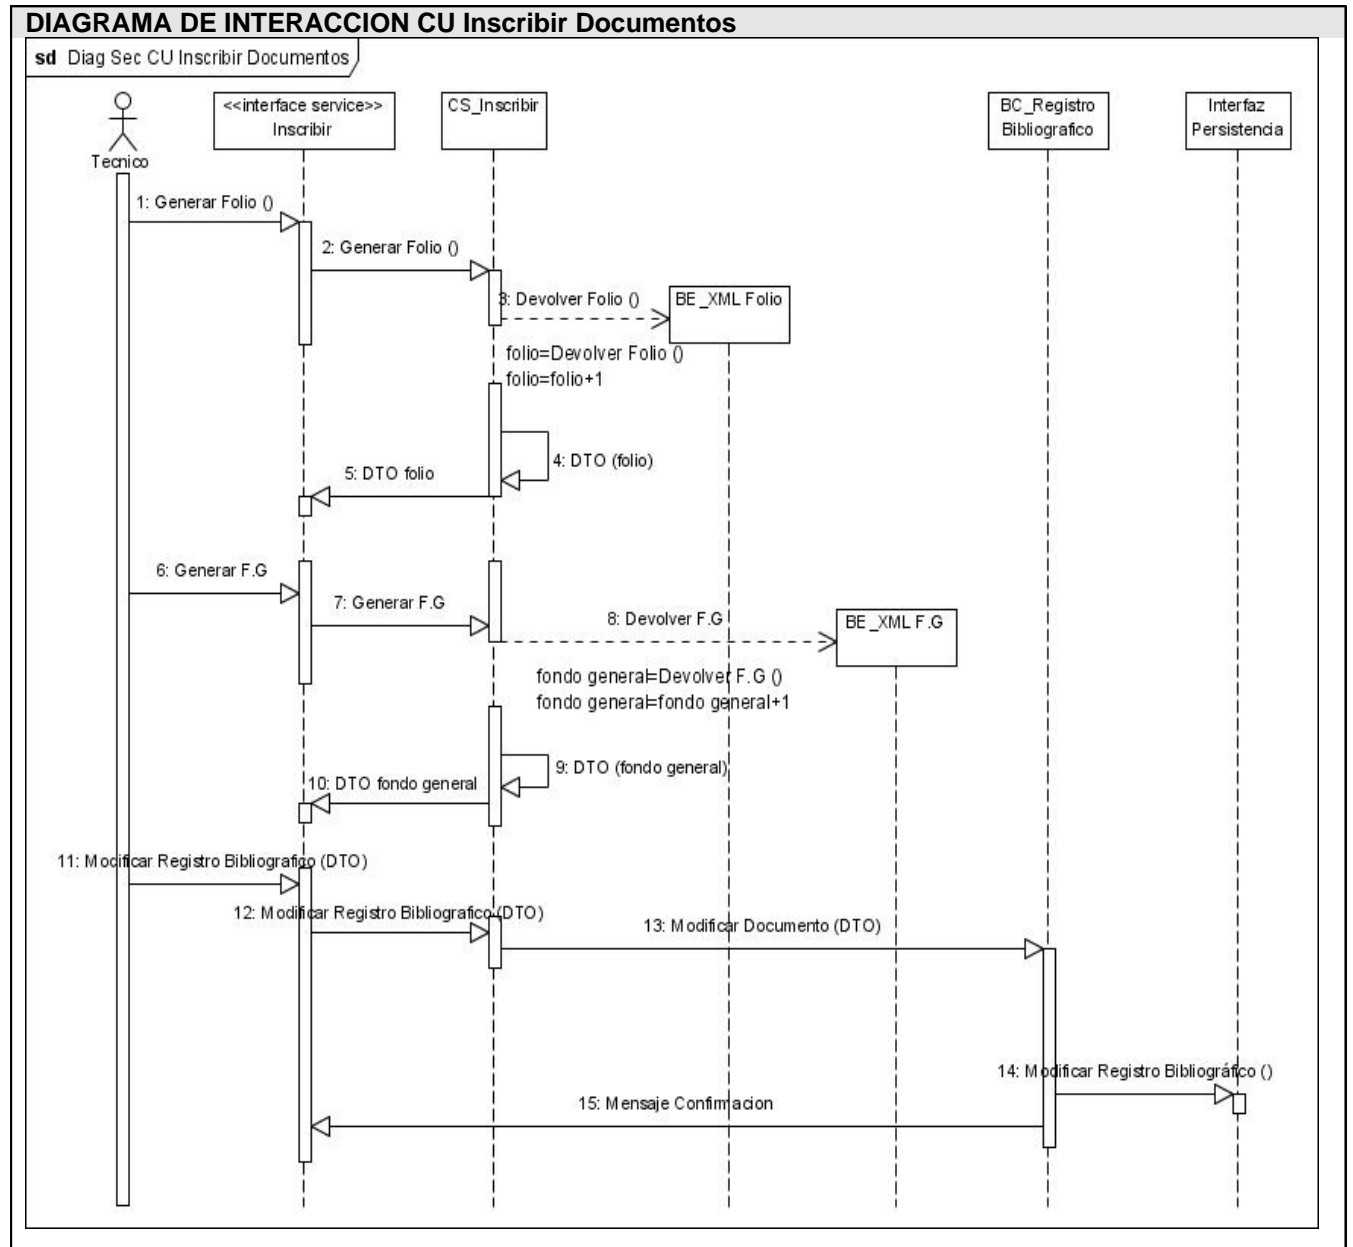 DIAGRAMA DE INTERACCION CU Inscribir Documentos
sd Diag Sec CU Inscribir Documentos
Tecnico
<<interface service>>
Inscribir
CS_Inscribir
BC_Registro
Bibliografico
Interfaz
Persistencia
1: Generar Folio ()
2: Generar Folio ()
3: Devolver Folio ()
BE_XML Folio
folio=Devolver Folio ()
folio=folio+1
4: DTO (folio)
5: DTO folio
6: Generar F.G
7: Generar F.G
8: Devolver F.G
BE_XML F.G
fondo general=Devolver F.G ()
fondo general=fondo general+1
9: DTO (fondo general)
10: DTO fondo general
11: Modificar Registro Bibliografico (DTO)
12: Modificar Registro Bibliografico (DTO)
13: Modificar Documento (DTO)
14: Modificar Registro Bibliográfico ()
15: Mensaje Confirmacion